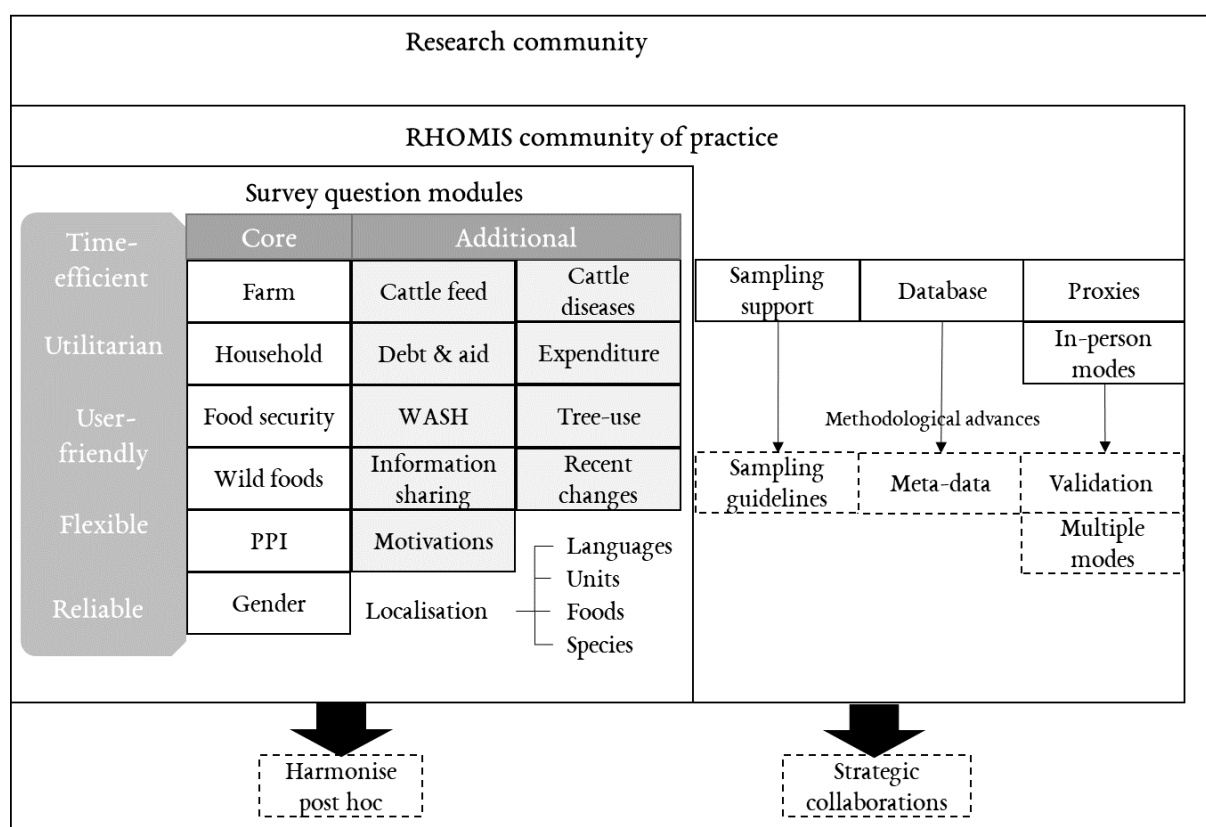 Research community
RHOMIS community of practice
Survey question modules
Time-
efficient
Utilitarian
User-
friendly
Flexible
Reliable
Core
Additional
Farm
Cattle feed
Cattle
diseases
Household
Debt & aid
Expenditure
Food security
WASH
Tree-use
Wild foods
Information
sharing
Recent
changes
PPI
Motivations
Gender
Localisation
Languages
Units
Foods
Species
Sampling
support
Database
Proxies
In-person
modes
Methodological advances
Sampling
guidelines
Meta-data
Validation
Multiple
modes
Harmonise
post hoc
Strategic
collaborations